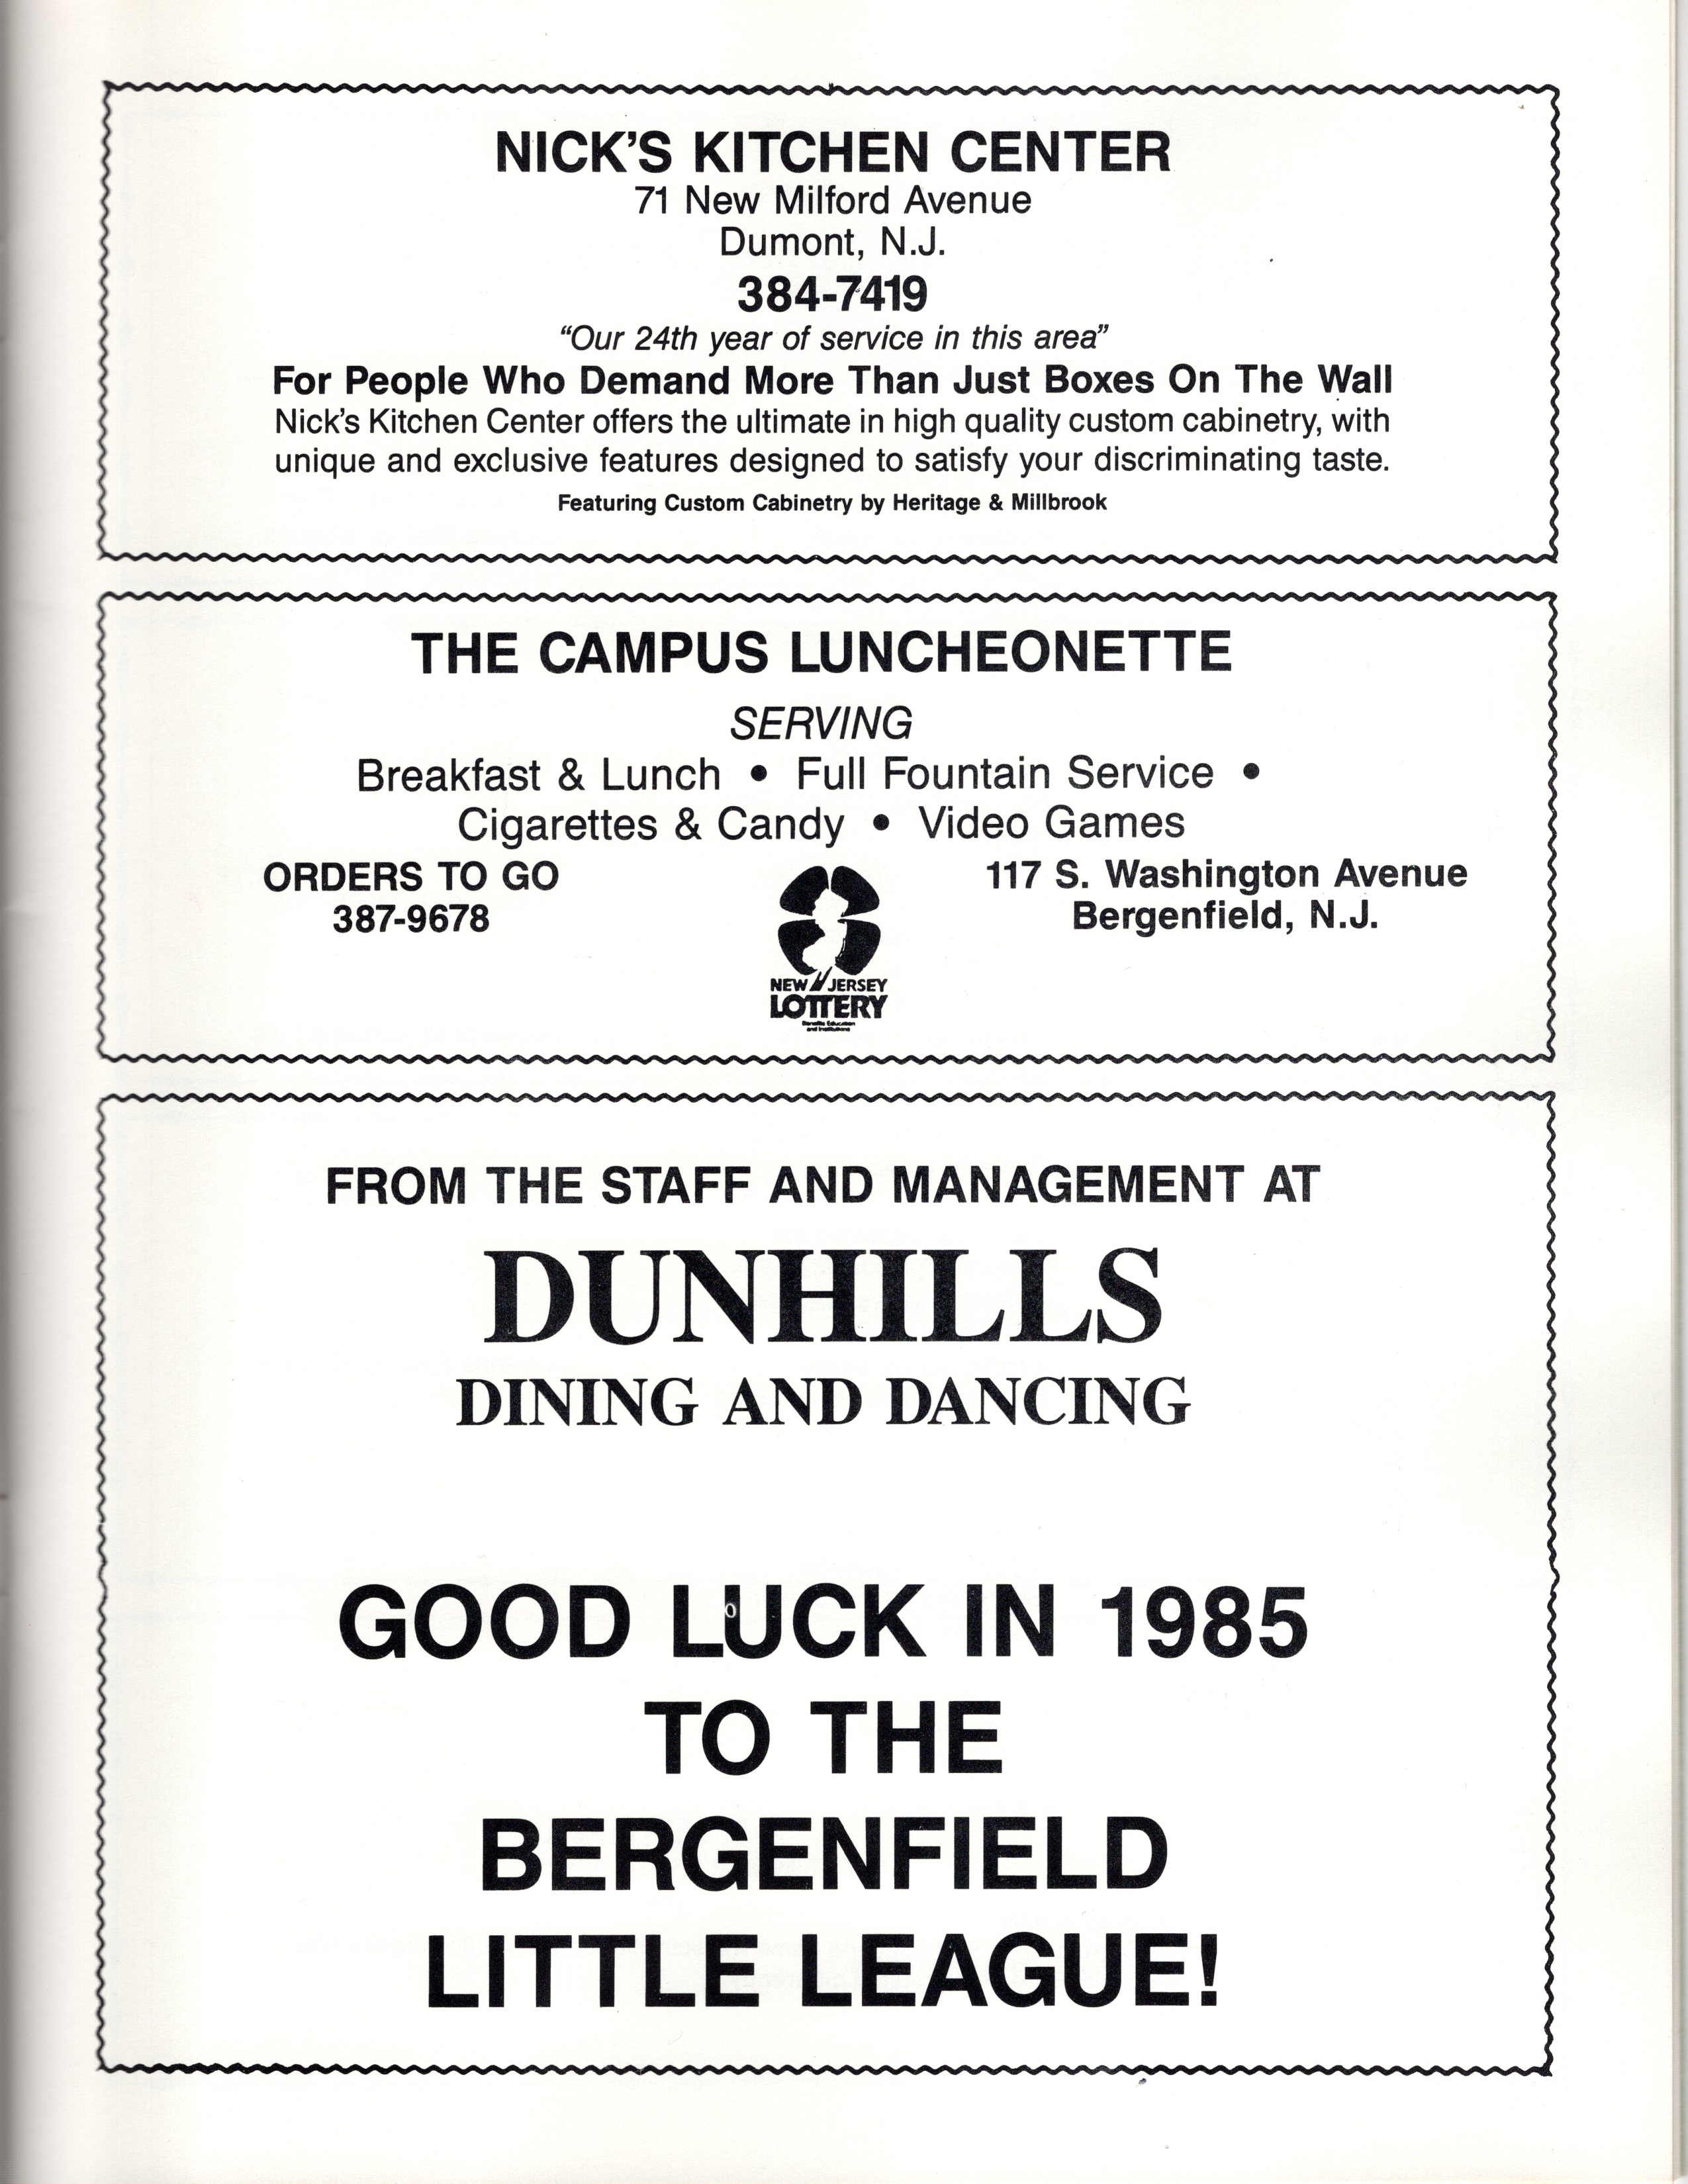 NICK'S KITCHEN CENTER
71 New Milford Avenue
Dumont, N.J.
384-7419
“Our 24th year of service in this area”
For People Who Demand More Than Just Boxes On The Wall
Nick's Kitchen Center offers the ultimate in high quality custom cabinetry, with
unique and exclusive features designed to satisfy your discriminating taste.
Featuring Custom Cabinetry by Heritage & Millbrook
THE CAMPUS LUNCHEONETTE
SERVING
Breakfast & Lunch • Full Fountain Service •
Cigarettes & Candy • Video Games
ORDERS TO GO
387-9678
NEW JERSEY
LOTTERY
Benefits Education
and Institutions
117 S. Washington Avenue
Bergenfield, N.J.
FROM THE STAFF AND MANAGEMENT AT
DUNHILLS
DINING AND DANCING
GOOD LUCK IN 1985
TO THE
BERGENFIELD
LITTLE LEAGUE!